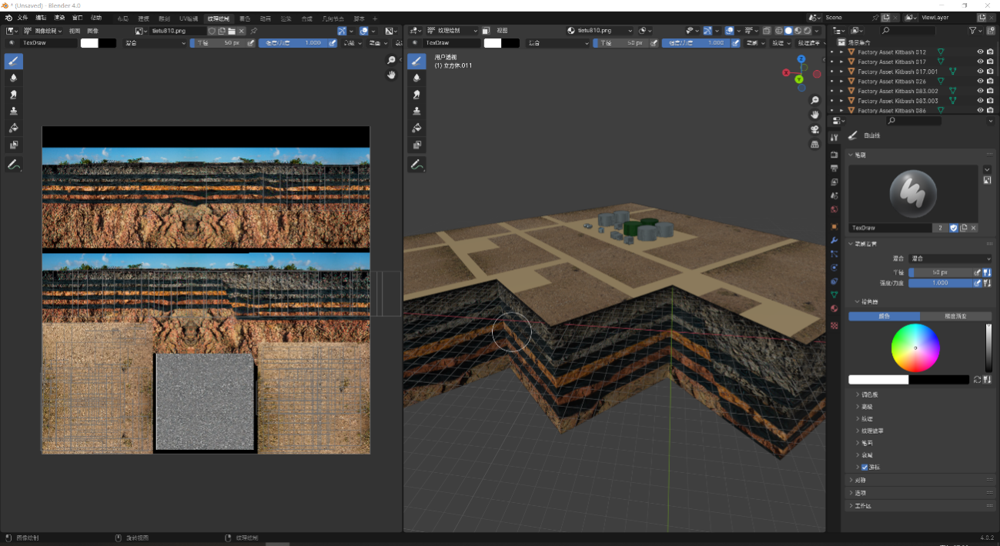 * (Unsaved) - Blender 4.0
文件 编辑 渲染 窗口 帮助 布局 建模 雕刻 UV编辑 纹理绘制 着色 动画 渲染 合成 几何节点 脚本 + Scene ViewLayer
图像绘制 视图 图像 tietu810.png
TexDraw 混合 半径 50 px 强度/力度 1.000
纹理绘制 视图 tietu810.png
TexDraw 混合 半径 50 px 强度/力度 1.000 笔画 纹理 纹理遮罩
用户透视
(1) 立方体.011
场景集合
Factory Asset Kitbash 012
Factory Asset Kitbash 017
Factory Asset Kitbash 017.001
Factory Asset Kitbash 026
Factory Asset Kitbash 083.002
Factory Asset Kitbash 083.003
Factory Asset Kitbash 086
自由线
笔刷
TexDraw 2
笔刷设置
混合 混合
半径 50 px
强度/力度 1.000
拾色器
颜色 梯度渐变
调色板
高级
纹理
纹理遮罩
笔画
衰减
游标
对称
选项
工作区
图像绘制 旋转视图 纹理绘制 4.0.2